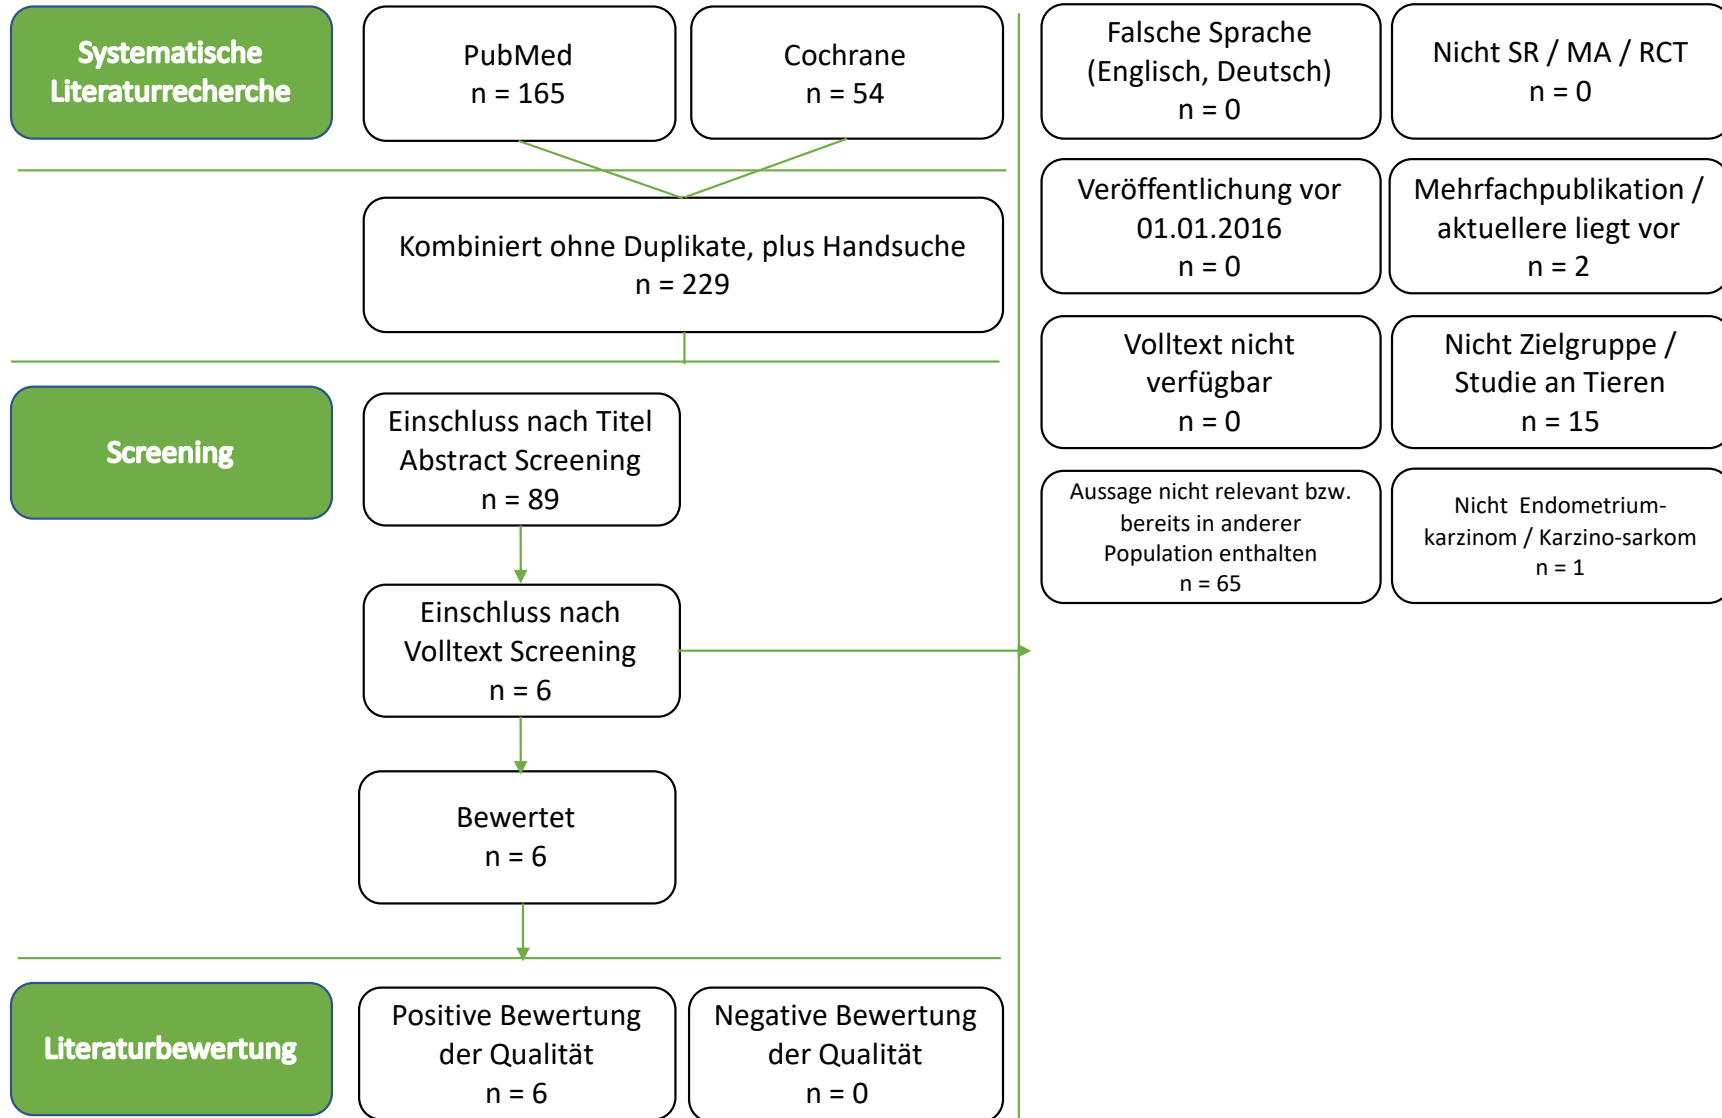 Systematische
Literaturrecherche
PubMed
n = 165
Cochrane
n = 54
Kombiniert ohne Duplikate, plus Handsuche
n = 229
Screening
Einschluss nach Titel
Abstract Screening
n = 89
Einschluss nach
Volltext Screening
n = 6
Bewertet
n = 6
Literaturbewertung
Positive Bewertung
der Qualität
n = 6
Negative Bewertung
der Qualität
n = 0
Falsche Sprache
(Englisch, Deutsch)
n = 0
Nicht SR / MA / RCT
n = 0
Veröffentlichung vor
01.01.2016
n = 0
Mehrfachpublikation /
aktuellere liegt vor
n = 2
Volltext nicht
verfügbar
n = 0
Nicht Zielgruppe /
Studie an Tieren
n = 15
Aussage nicht relevant bzw.
bereits in anderer
Population enthalten
n = 65
Nicht Endometrium-
karzinom / Karzino-sarkom
n = 1